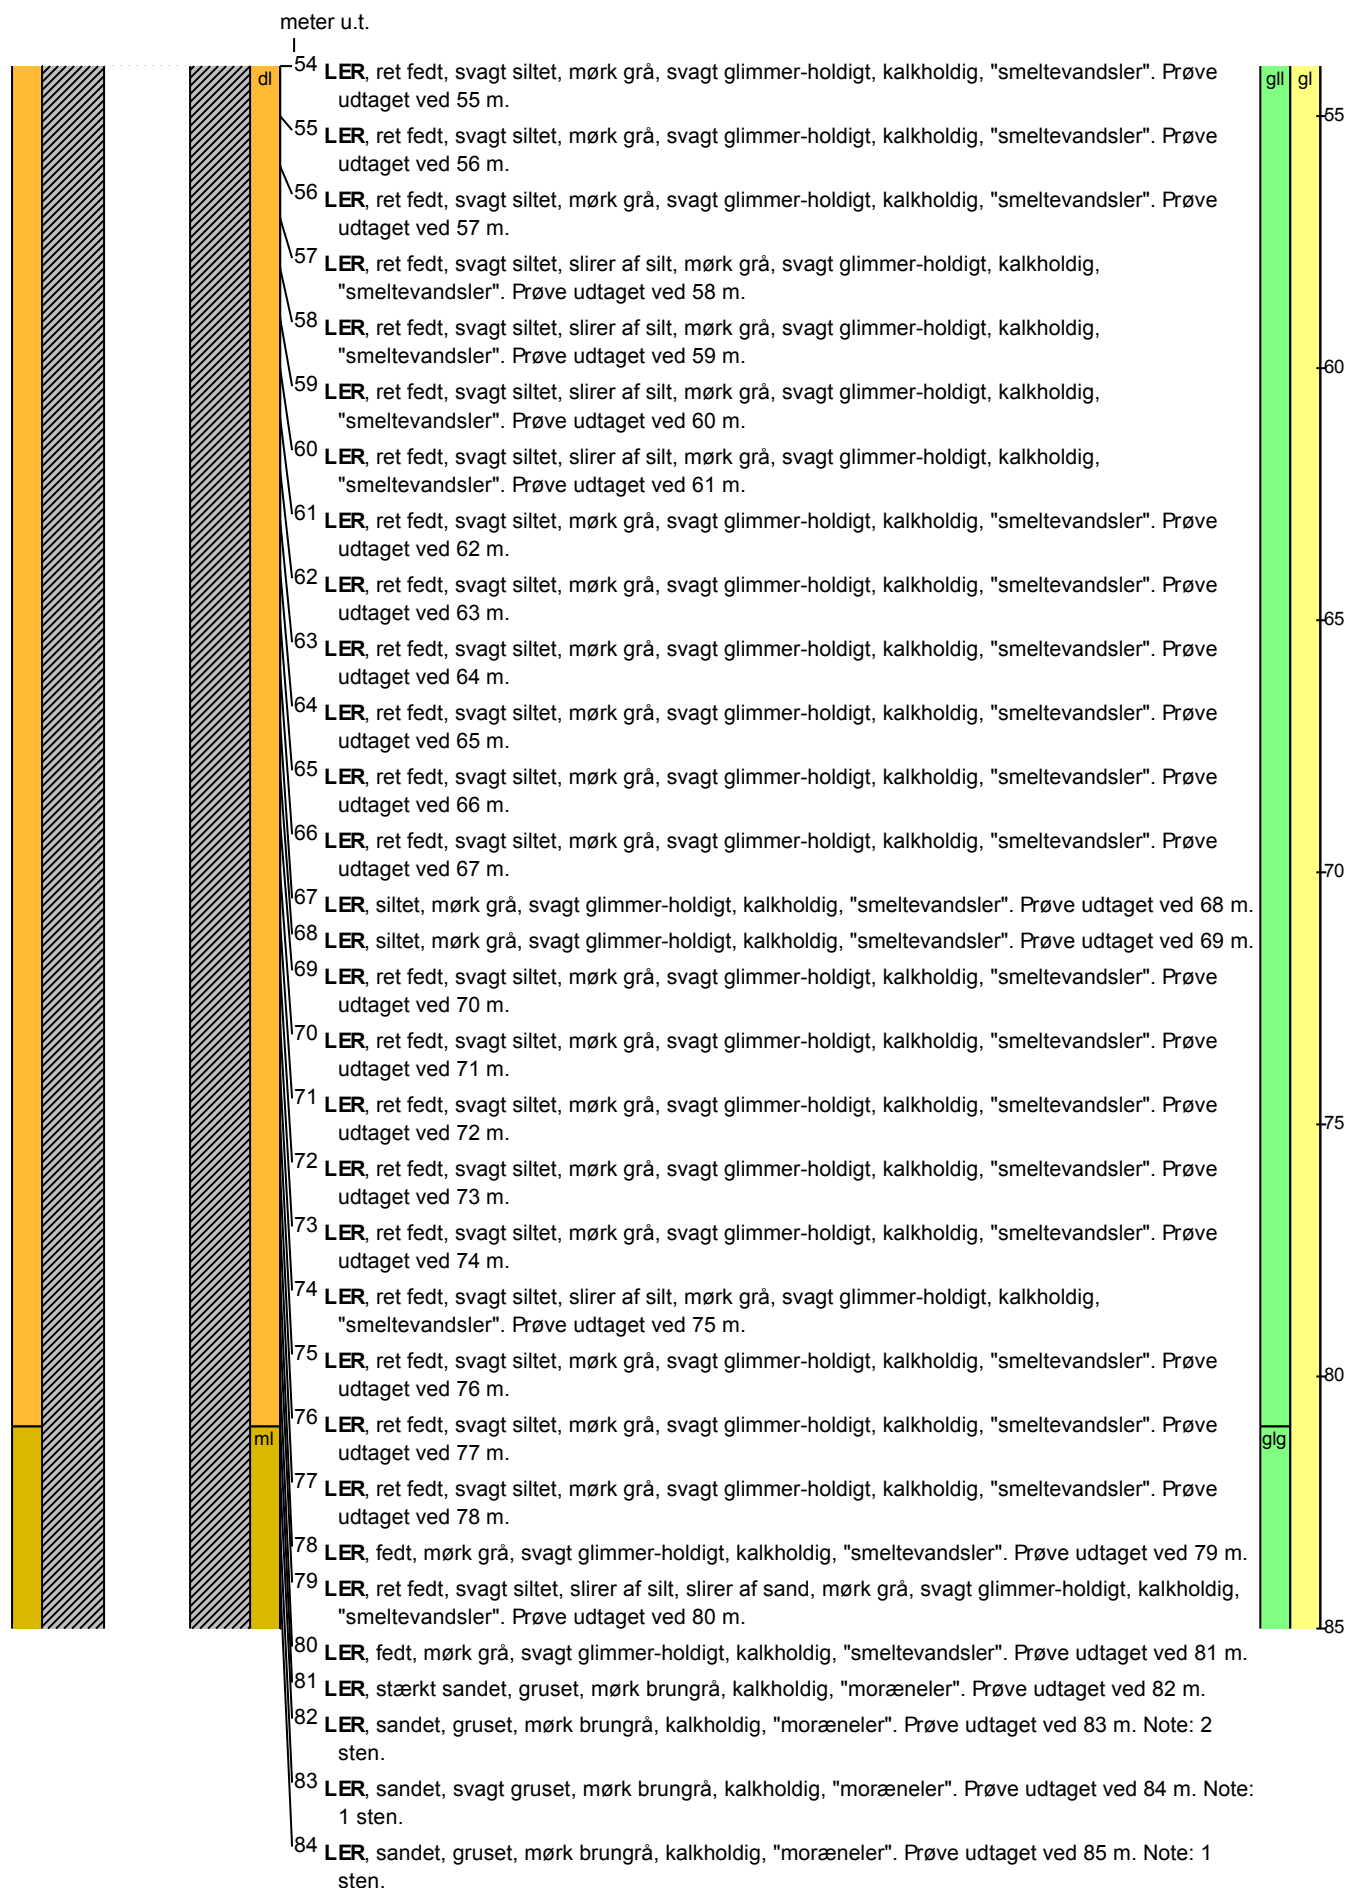 meter u.t.
dl
gll
gl
54 LER, ret fedt, svagt siltet, mørk grå, svagt glimmer-holdigt, kalkholdig, "smeltevandsler". Prøve
udtaget ved 55 m.
55
55 LER, ret fedt, svagt siltet, mørk grå, svagt glimmer-holdigt, kalkholdig, "smeltevandsler". Prøve
udtaget ved 56 m.
56 LER, ret fedt, svagt siltet, mørk grå, svagt glimmer-holdigt, kalkholdig, "smeltevandsler". Prøve
udtaget ved 57 m.
57 LER, ret fedt, svagt siltet, slirer af silt, mørk grå, svagt glimmer-holdigt, kalkholdig,
"smeltevandsler". Prøve udtaget ved 58 m.
58 LER, ret fedt, svagt siltet, slirer af silt, mørk grå, svagt glimmer-holdigt, kalkholdig,
"smeltevandsler". Prøve udtaget ved 59 m.
60
59 LER, ret fedt, svagt siltet, slirer af silt, mørk grå, svagt glimmer-holdigt, kalkholdig,
"smeltevandsler". Prøve udtaget ved 60 m.
60 LER, ret fedt, svagt siltet, slirer af silt, mørk grå, svagt glimmer-holdigt, kalkholdig,
"smeltevandsler". Prøve udtaget ved 61 m.
61 LER, ret fedt, svagt siltet, mørk grå, svagt glimmer-holdigt, kalkholdig, "smeltevandsler". Prøve
udtaget ved 62 m.
62 LER, ret fedt, svagt siltet, mørk grå, svagt glimmer-holdigt, kalkholdig, "smeltevandsler". Prøve
udtaget ved 63 m.
65
63 LER, ret fedt, svagt siltet, mørk grå, svagt glimmer-holdigt, kalkholdig, "smeltevandsler". Prøve
udtaget ved 64 m.
64 LER, ret fedt, svagt siltet, mørk grå, svagt glimmer-holdigt, kalkholdig, "smeltevandsler". Prøve
udtaget ved 65 m.
65 LER, ret fedt, svagt siltet, mørk grå, svagt glimmer-holdigt, kalkholdig, "smeltevandsler". Prøve
udtaget ved 66 m.
66 LER, ret fedt, svagt siltet, mørk grå, svagt glimmer-holdigt, kalkholdig, "smeltevandsler". Prøve
udtaget ved 67 m.
70
67 LER, siltet, mørk grå, svagt glimmer-holdigt, kalkholdig, "smeltevandsler". Prøve udtaget ved 68 m.
68 LER, siltet, mørk grå, svagt glimmer-holdigt, kalkholdig, "smeltevandsler". Prøve udtaget ved 69 m.
69 LER, ret fedt, svagt siltet, mørk grå, svagt glimmer-holdigt, kalkholdig, "smeltevandsler". Prøve
udtaget ved 70 m.
70 LER, ret fedt, svagt siltet, mørk grå, svagt glimmer-holdigt, kalkholdig, "smeltevandsler". Prøve
udtaget ved 71 m.
71 LER, ret fedt, svagt siltet, mørk grå, svagt glimmer-holdigt, kalkholdig, "smeltevandsler". Prøve
udtaget ved 72 m.
75
72 LER, ret fedt, svagt siltet, mørk grå, svagt glimmer-holdigt, kalkholdig, "smeltevandsler". Prøve
udtaget ved 73 m.
73 LER, ret fedt, svagt siltet, mørk grå, svagt glimmer-holdigt, kalkholdig, "smeltevandsler". Prøve
udtaget ved 74 m.
74 LER, ret fedt, svagt siltet, slirer af silt, mørk grå, svagt glimmer-holdigt, kalkholdig,
"smeltevandsler". Prøve udtaget ved 75 m.
75 LER, ret fedt, svagt siltet, mørk grå, svagt glimmer-holdigt, kalkholdig, "smeltevandsler". Prøve
udtaget ved 76 m.
80
76 LER, ret fedt, svagt siltet, mørk grå, svagt glimmer-holdigt, kalkholdig, "smeltevandsler". Prøve
udtaget ved 77 m.
ml
glg
77 LER, ret fedt, svagt siltet, mørk grå, svagt glimmer-holdigt, kalkholdig, "smeltevandsler". Prøve
udtaget ved 78 m.
78 LER, fedt, mørk grå, svagt glimmer-holdigt, kalkholdig, "smeltevandsler". Prøve udtaget ved 79 m.
79 LER, ret fedt, svagt siltet, slirer af silt, slirer af sand, mørk grå, svagt glimmer-holdigt, kalkholdig,
"smeltevandsler". Prøve udtaget ved 80 m.
85
80 LER, fedt, mørk grå, svagt glimmer-holdigt, kalkholdig, "smeltevandsler". Prøve udtaget ved 81 m.
81 LER, stærkt sandet, gruset, mørk brungrå, kalkholdig, "moræneler". Prøve udtaget ved 82 m.
82 LER, sandet, gruset, mørk brungrå, kalkholdig, "moræneler". Prøve udtaget ved 83 m. Note: 2
sten.
83 LER, sandet, svagt gruset, mørk brungrå, kalkholdig, "moræneler". Prøve udtaget ved 84 m. Note:
1 sten.
84 LER, sandet, gruset, mørk brungrå, kalkholdig, "moræneler". Prøve udtaget ved 85 m. Note: 1
sten.